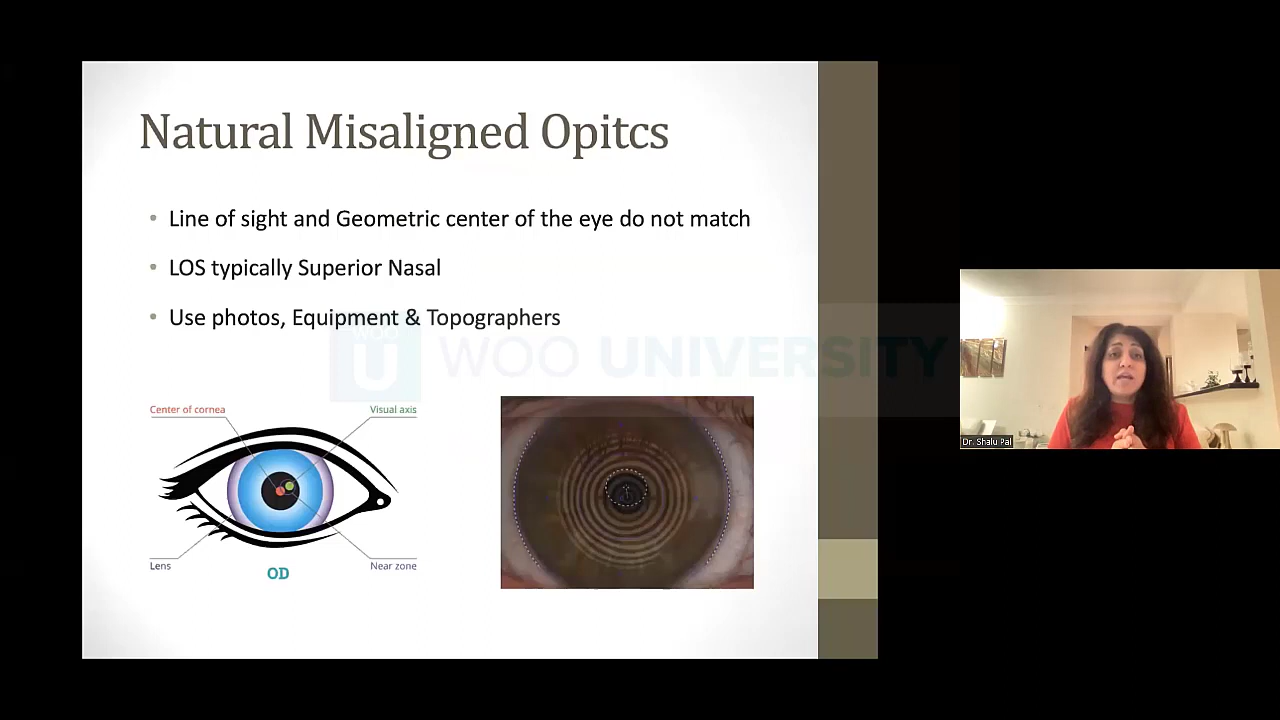 Natural Misaligned Opitcs
• Line of sight and Geometric center of the eye do not match
• LOS typically Superior Nasal
• Use photos, Equipment & Topographers
WOO UNIVERSITY
Center of cornea
Visual axis
Lens
Near zone
OD
Dr. Shalu Pal